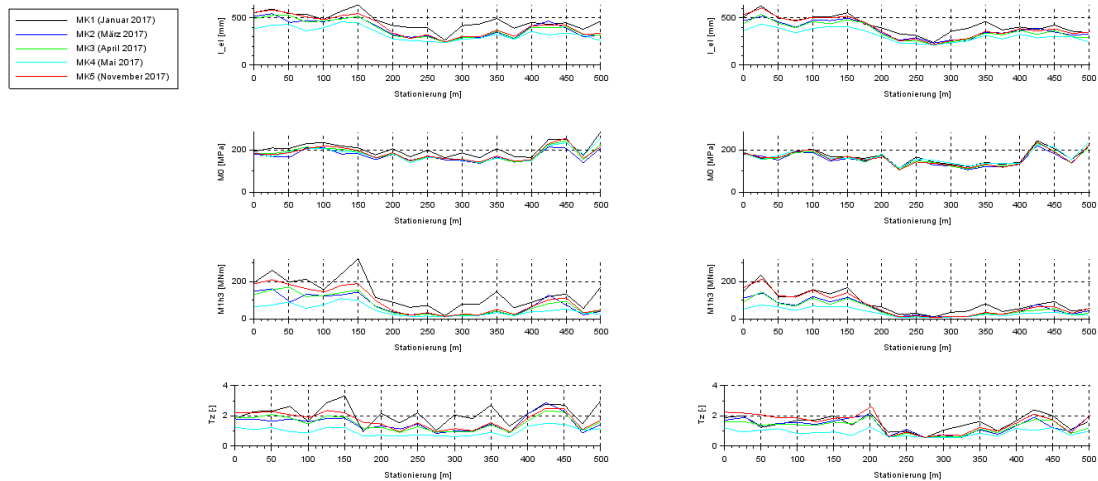 MK1 (Januar 2017)
MK2 (März 2017)
MK3 (April 2017)
MK4 (Mai 2017)
MK5 (November 2017)
I_el [mm]
500
0
0 50 100 150 200 250 300 350 400 450 500
Stationierung [m]
I_el [mm]
500
0
0 50 100 150 200 250 300 350 400 450 500
Stationierung [m]
M0 [MPa]
200
0
0 50 100 150 200 250 300 350 400 450 500
Stationierung [m]
M0 [MPa]
200
0
0 50 100 150 200 250 300 350 400 450 500
Stationierung [m]
M1h3 [MNm]
200
0
0 50 100 150 200 250 300 350 400 450 500
Stationierung [m]
M1h3 [MNm]
200
0
0 50 100 150 200 250 300 350 400 450 500
Stationierung [m]
Tz [-]
4
2
0
0 50 100 150 200 250 300 350 400 450 500
Stationierung [m]
Tz [-]
4
2
0
0 50 100 150 200 250 300 350 400 450 500
Stationierung [m]